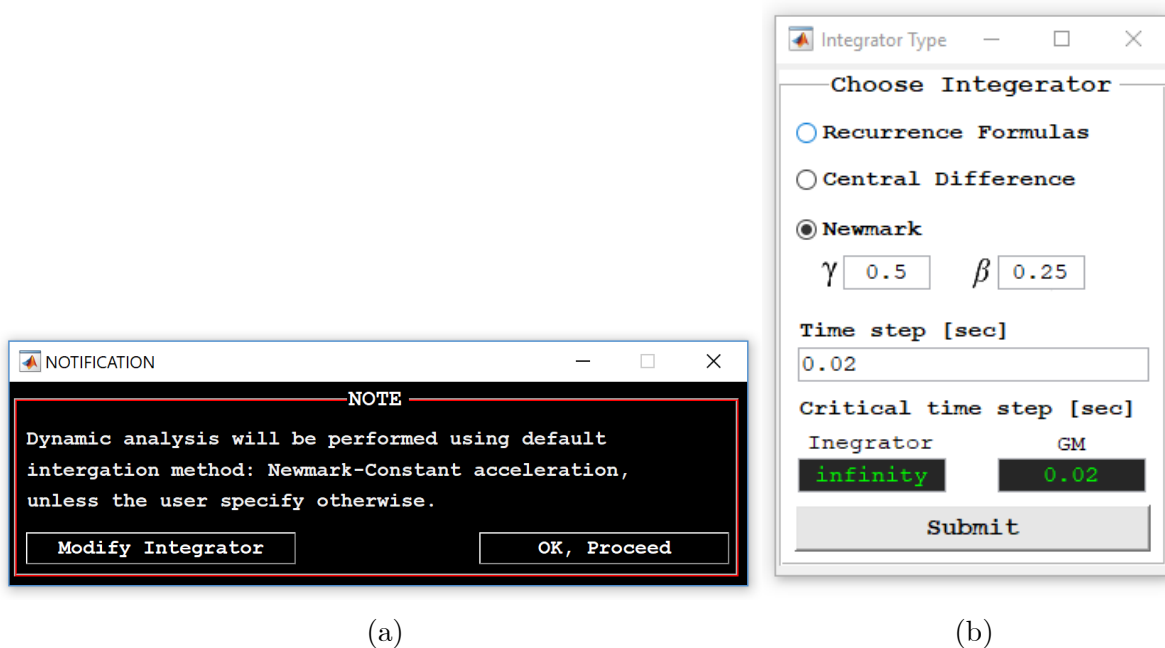 NOTIFICATION
NOTE
Dynamic analysis will be performed using default
intergation method: Newmark-Constant acceleration,
unless the user specify otherwise.
Modify Integrator
OK, Proceed
(a)
Integrator Type
Choose Integerator
Recurrence Formulas
Central Difference
Newmark
γ 0.5 β 0.25
Time step [sec]
0.02
Critical time step [sec]
Inegrator GM
infinity 0.02
Submit
(b)